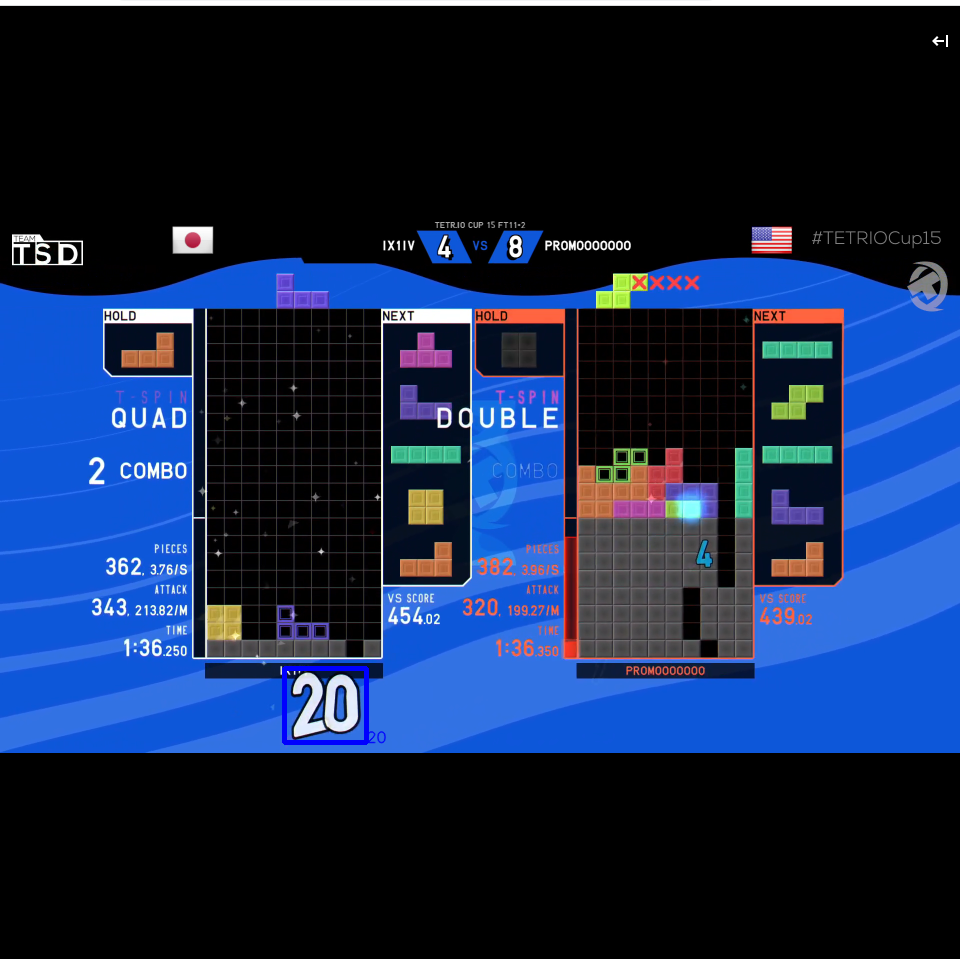 TEAM
TSD
TETR.IO CUP 15 FT11-2
IX1IV
4
VS
8
PROMOOOOOOO
#TETRIOCup15
HOLD
NEXT
HOLD
NEXT
T-SPIN
QUAD
2 COMBO
T-SPIN
DOUBLE
COMBO
4
PIECES
362, 3.76/S
ATTACK
343, 213.82/M
TIME
1:36.250
VS SCORE
454.02
PIECES
382, 3.96/S
ATTACK
320, 199.27/M
TIME
1:36.350
VS SCORE
439.02
PROMOOOOOOO
20
20